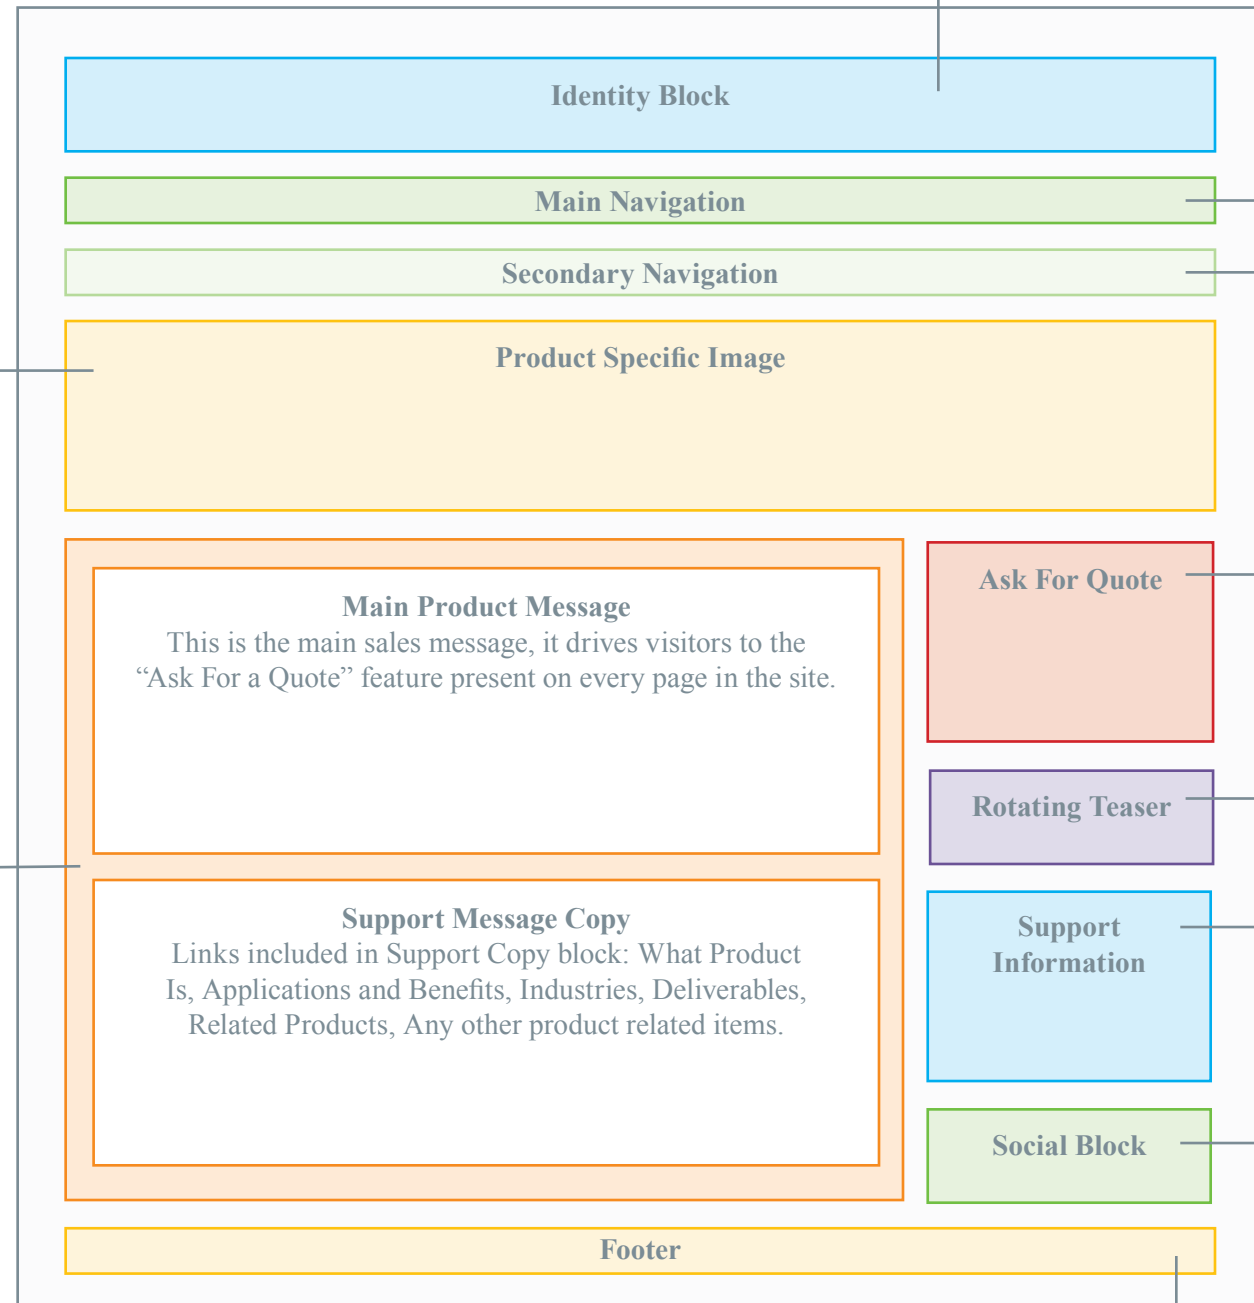 Identity Block
Main Navigation
Secondary Navigation
Product Specific Image
Main Product Message
This is the main sales message, it drives visitors to the
“Ask For a Quote” feature present on every page in the site.
Support Message Copy
Links included in Support Copy block: What Product
Is, Applications and Benefits, Industries, Deliverables,
Related Products, Any other product related items.
Ask For Quote
Rotating Teaser
Support
Information
Social Block
Footer